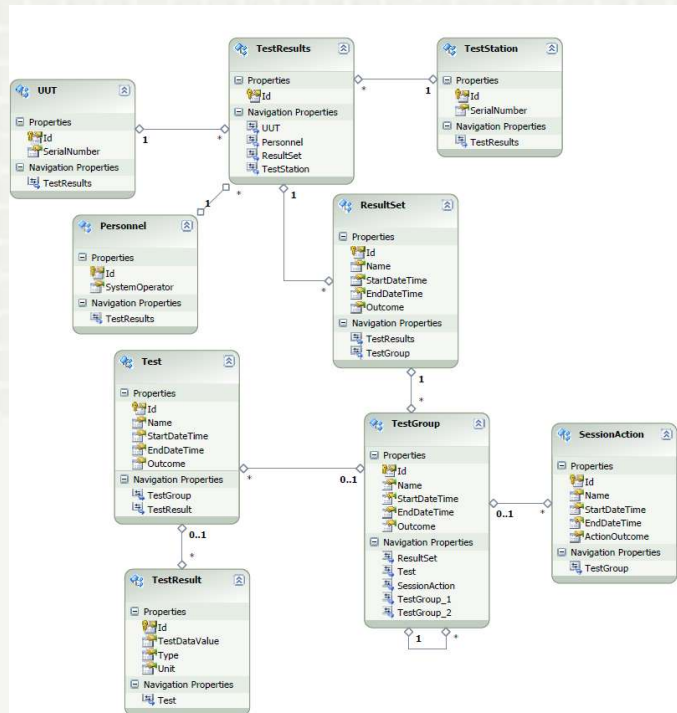 TestResults
Properties
Id
Navigation Properties
UUT
Personnel
ResultSet
TestStation
TestStation
Properties
Id
SerialNumber
Navigation Properties
TestResults
UUT
Properties
Id
SerialNumber
Navigation Properties
TestResults
* 1
1 *
1 *
1
*
Personnel
Properties
Id
SystemOperator
Navigation Properties
TestResults
ResultSet
Properties
Id
Name
StartDateTime
EndDateTime
Outcome
Navigation Properties
TestResults
TestGroup
1
*
Test
Properties
Id
Name
StartDateTime
EndDateTime
Outcome
Navigation Properties
TestGroup
TestResult
* 0..1
TestGroup
Properties
Id
Name
StartDateTime
EndDateTime
Outcome
Navigation Properties
ResultSet
Test
SessionAction
TestGroup_1
TestGroup_2
1 *
0..1 *
SessionAction
Properties
Id
Name
StartDateTime
EndDateTime
ActionOutcome
Navigation Properties
TestGroup
0..1
*
TestResult
Properties
Id
TestDataValue
Type
Unit
Navigation Properties
Test